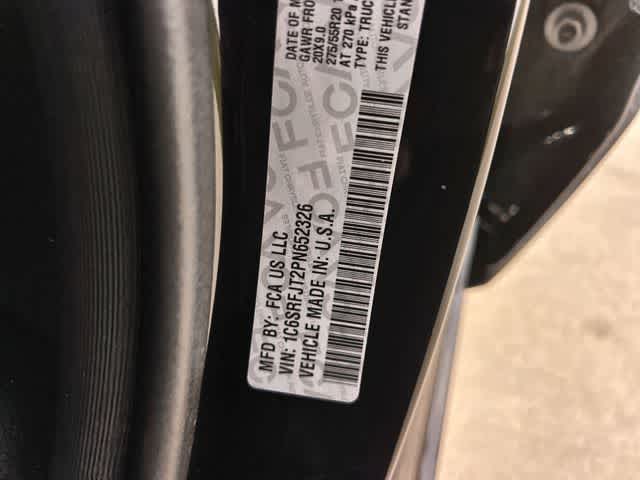 MFD BY: FCA US LLC
VIN: 1C6SRFJT2PN652326
VEHICLE MADE IN: U.S.A.
DATE OF M
GAWR FRO
20X9.0
275/55R20
AT 270 kPa
TYPE: TRUC
THIS VEHICLE
STAN